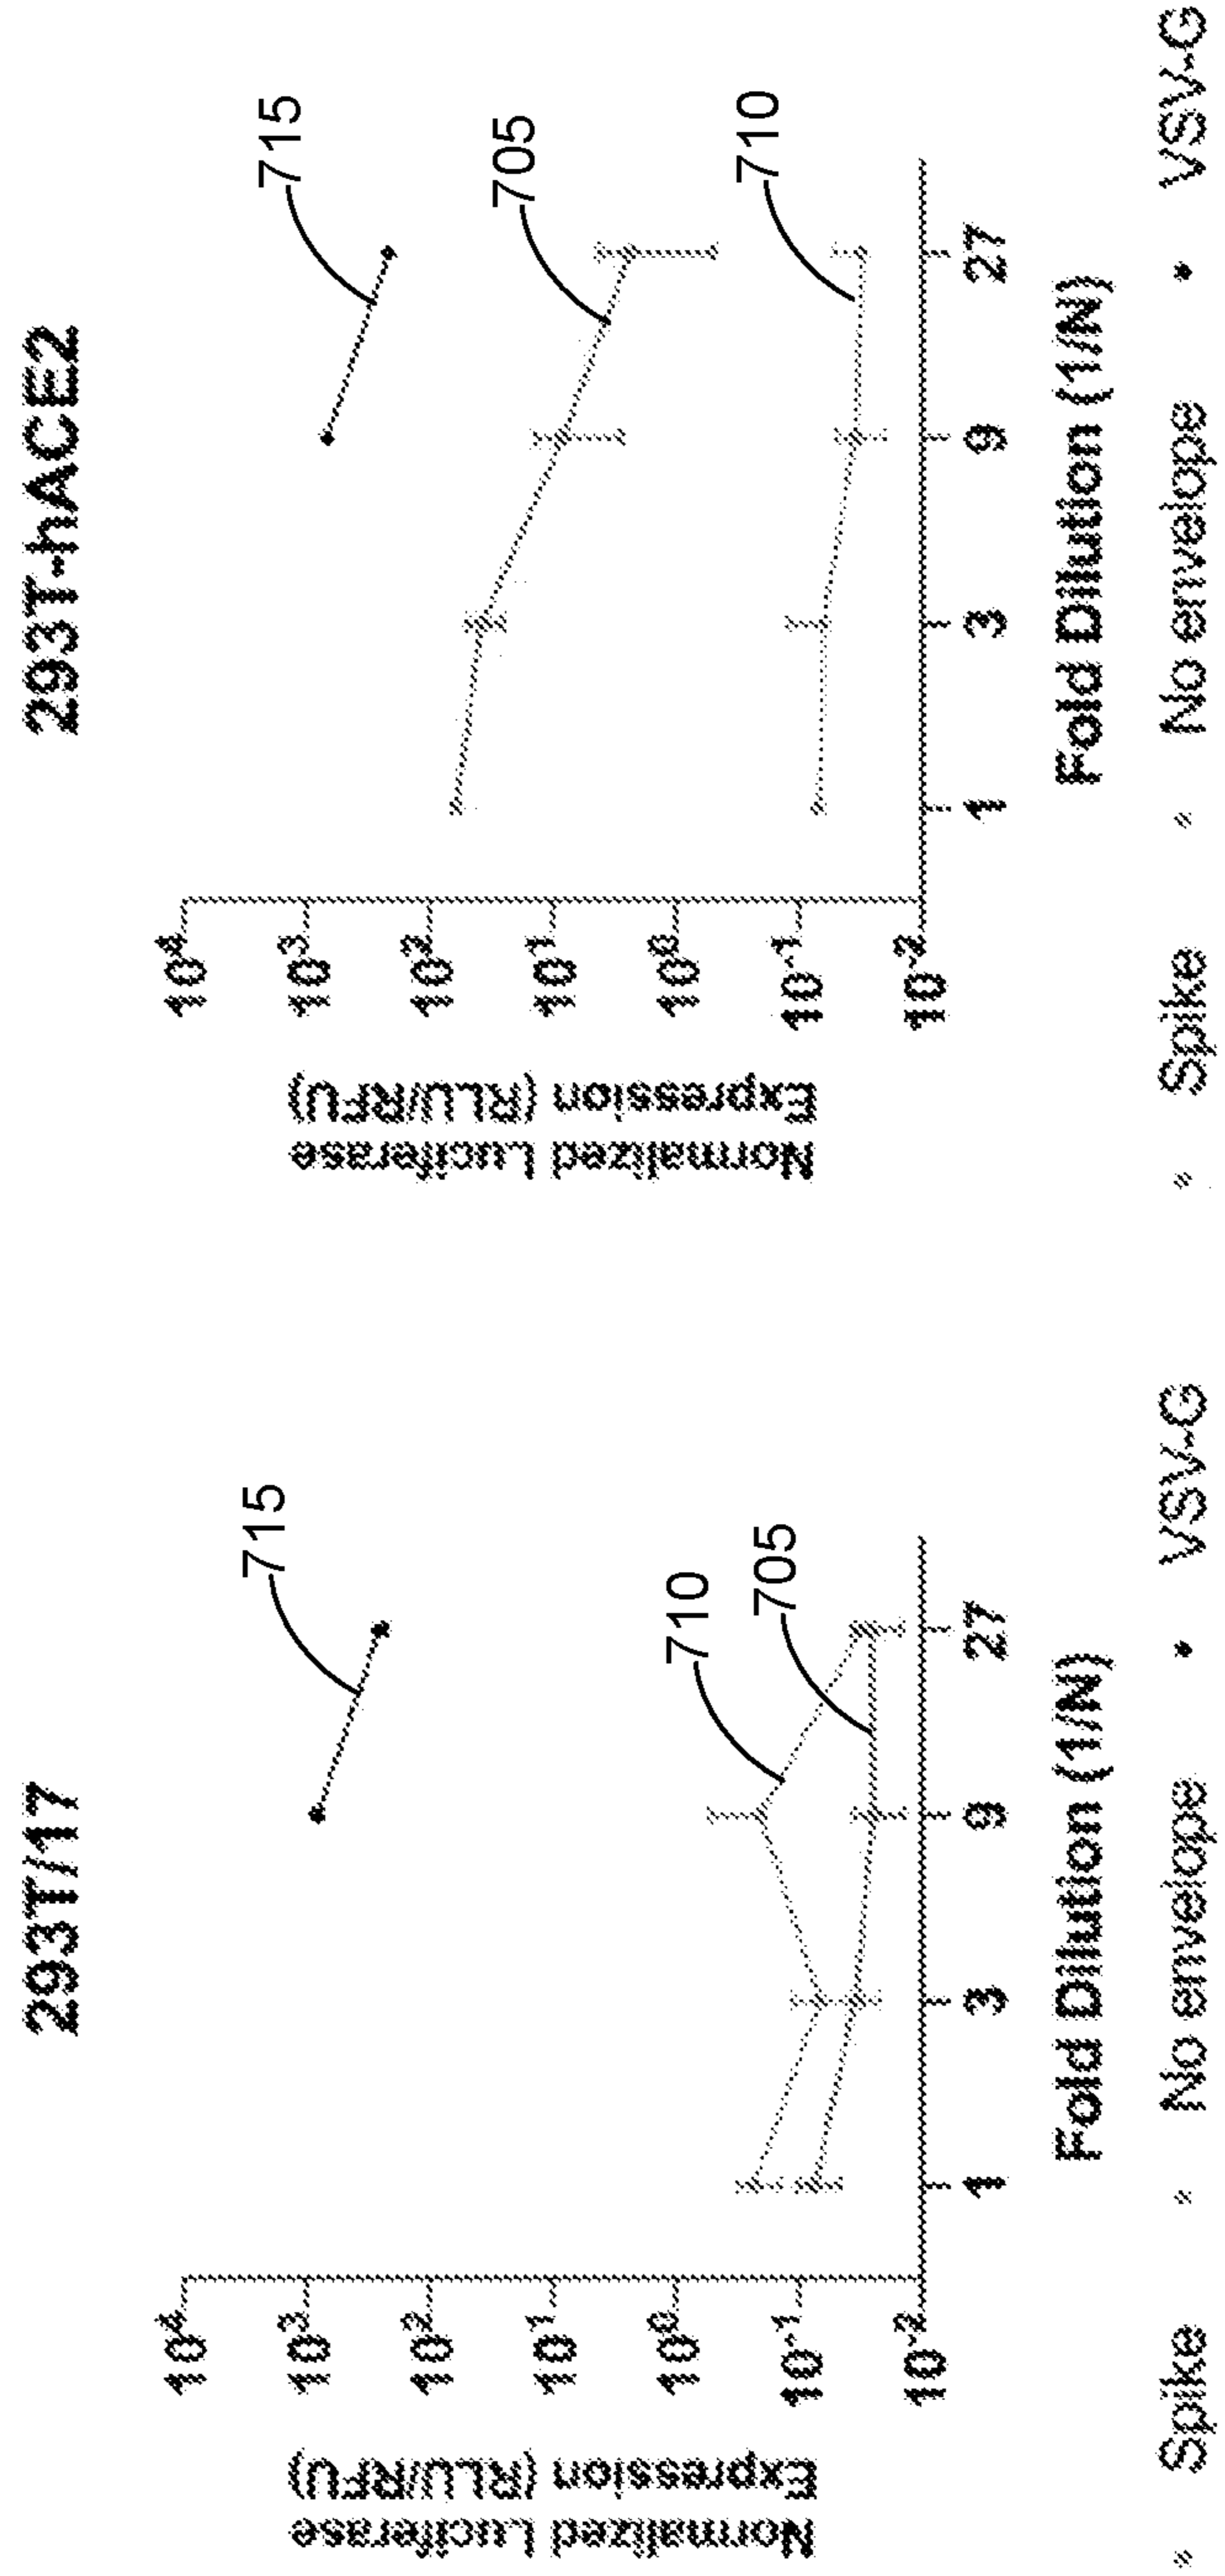 293T/17
Normalized Luciferase
Expression (RLU/RFU)
10⁴
10³
10²
10¹
10⁰
10⁻¹
10⁻²
715
710
705
1
3
9
27
Fold Dilution (1/N)
Spike
No envelope
VSV-G
293T-hACE2
Normalized Luciferase
Expression (RLU/RFU)
10⁴
10³
10²
10¹
10⁰
10⁻¹
10⁻²
715
705
710
1
3
9
27
Fold Dilution (1/N)
Spike
No envelope
VSV-G